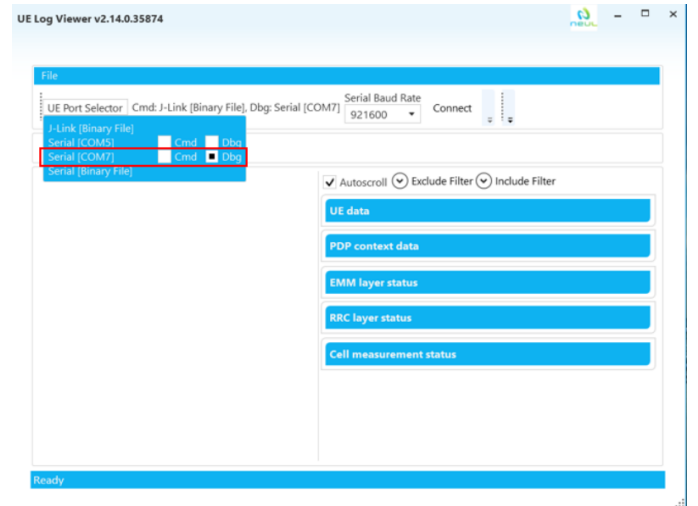 UE Log Viewer v2.14.0.35874
neuL
File
UE Port Selector Cmd: J-Link [Binary File], Dbg: Serial [COM7] Serial Baud Rate 921600 Connect
J-Link [Binary File]
Serial [COM5] Cmd Dbg
Serial [COM7] Cmd Dbg
Serial [Binary File]
Autoscroll Exclude Filter Include Filter
UE data
PDP context data
EMM layer status
RRC layer status
Cell measurement status
Ready